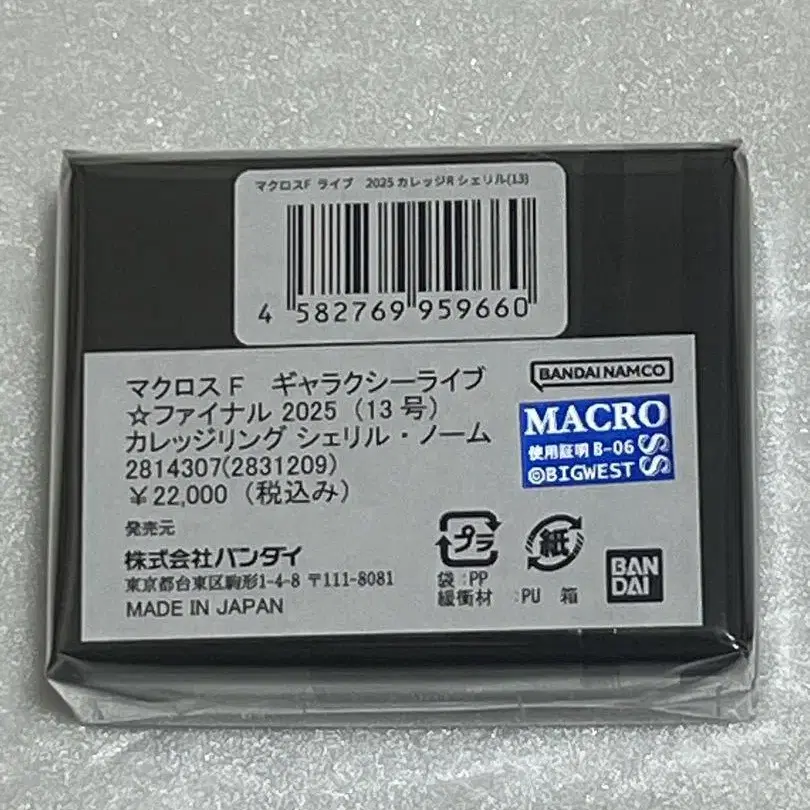 マクロスF ライブ 2025 カレッジR シェリル(13)
4 582769 959660
マクロスF ギャラクシーライブ
☆ファイナル 2025（13号）
カレッジリング シェリル・ノーム
2814307(2831209)
￥22,000（税込み）
発売元
株式会社バンダイ
東京都台東区駒形1-4-8 〒111-8081
MADE IN JAPAN
BANDAI NAMCO
MACROSS
使用証明 B-06
©BIGWEST
プラ
紙
袋:PP
緩衝材:PU 箱
BAN
DAI